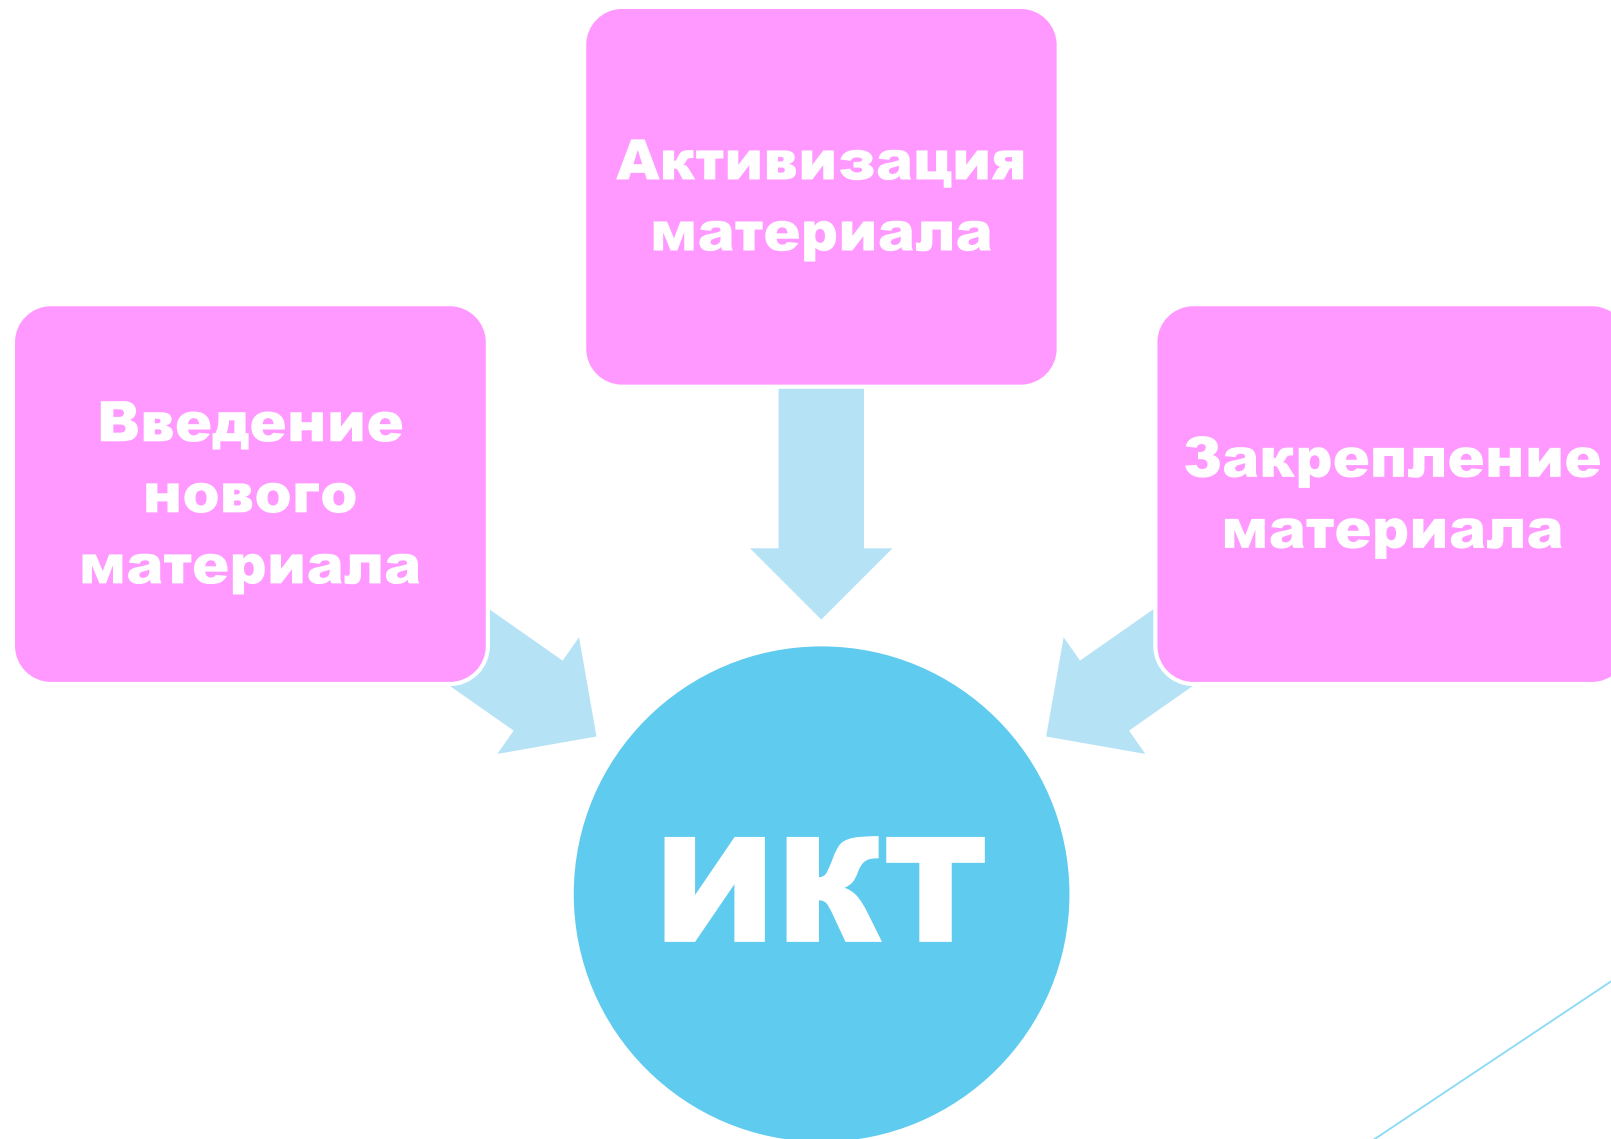 Активизация
материала
Введение
нового
материала
Закрепление
материала
ИКТ